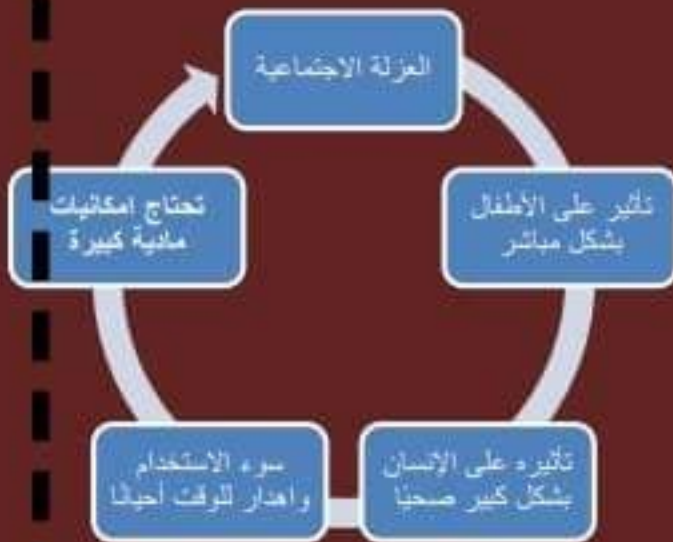 العزلة الاجتماعية
تأثير على الأطفال
بشكل مباشر
تأثيره على الإنسان
بشكل كبير صحيا
سوء الاستخدام
واهدار للوقت أحيانا
تحتاج امكانيات
مادية كبيرة